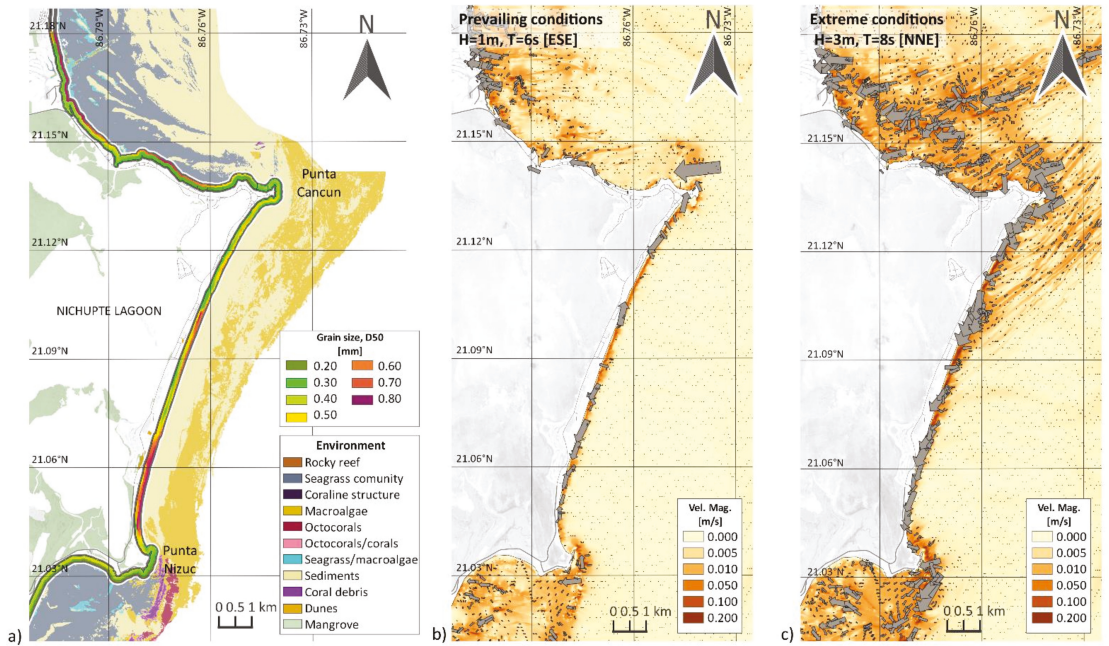 21.18°N
86.79°W
86.76°W
86.73°W
N
21.15°N
Punta
Cancun
21.12°N
NICHUPTE LAGOON
21.09°N
21.06°N
Punta
Nizuc
21.03°N
Grain size, D50
[mm]
0.20
0.30
0.40
0.50
0.60
0.70
0.80
Environment
Rocky reef
Seagrass comunity
Coraline structure
Macroalgae
Octocorals
Octocorals/corals
Seagrass/macroalgae
Sediments
Coral debris
Dunes
Mangrove
0 0.5 1 km
a)
Prevailing conditions
H=1m, T=6s [ESE]
86.76°W
86.73°W
N
21.15°N
21.12°N
21.09°N
21.06°N
21.03°N
Vel. Mag.
[m/s]
0.000
0.005
0.010
0.050
0.100
0.200
0 0.5 1 km
b)
Extreme conditions
H=3m, T=8s [NNE]
86.76°W
86.73°W
N
21.15°N
21.12°N
21.09°N
21.06°N
21.03°N
Vel. Mag.
[m/s]
0.000
0.005
0.010
0.050
0.100
0.200
0 0.5 1 km
c)